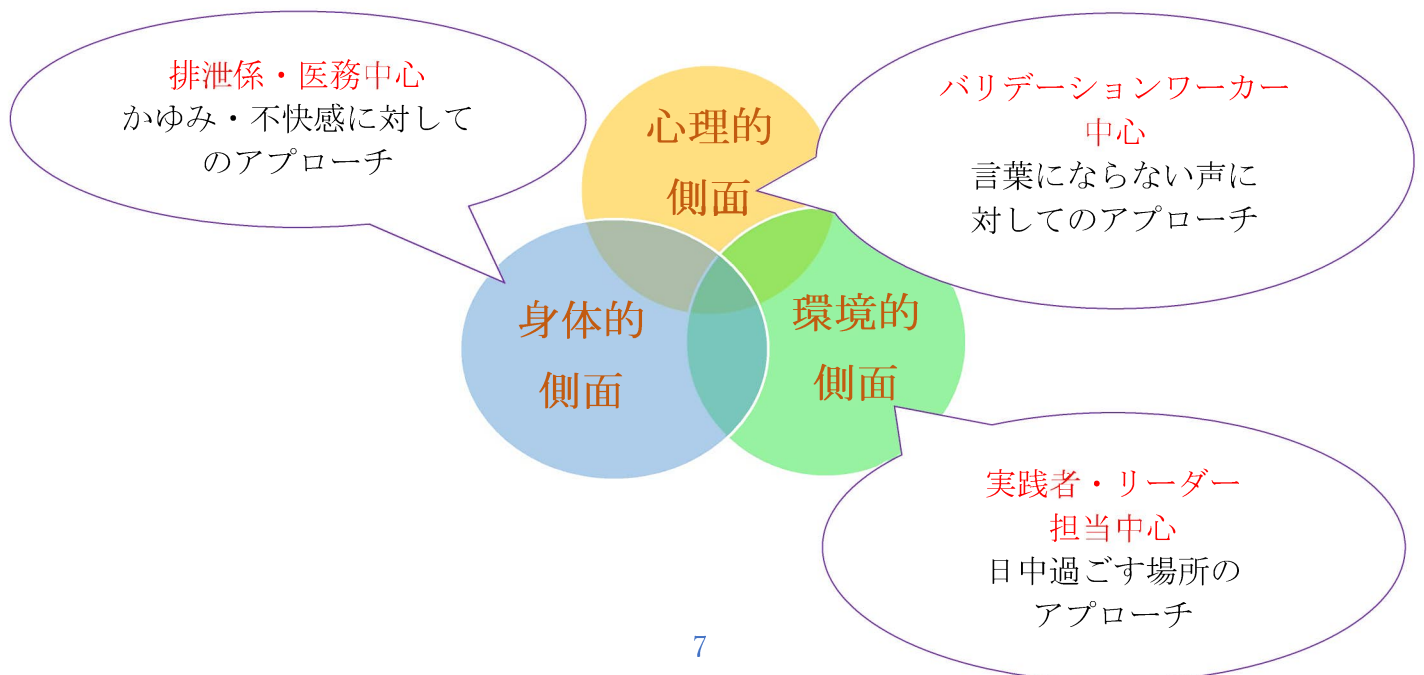 排泄係・医務中心
かゆみ・不快感に対して
のアプローチ
心理的
側面
バリデーションワーカー
中心
言葉にならない声に
対してのアプローチ
身体的
側面
環境的
側面
実践者・リーダー
担当中心
日中過ごす場所の
アプローチ
7